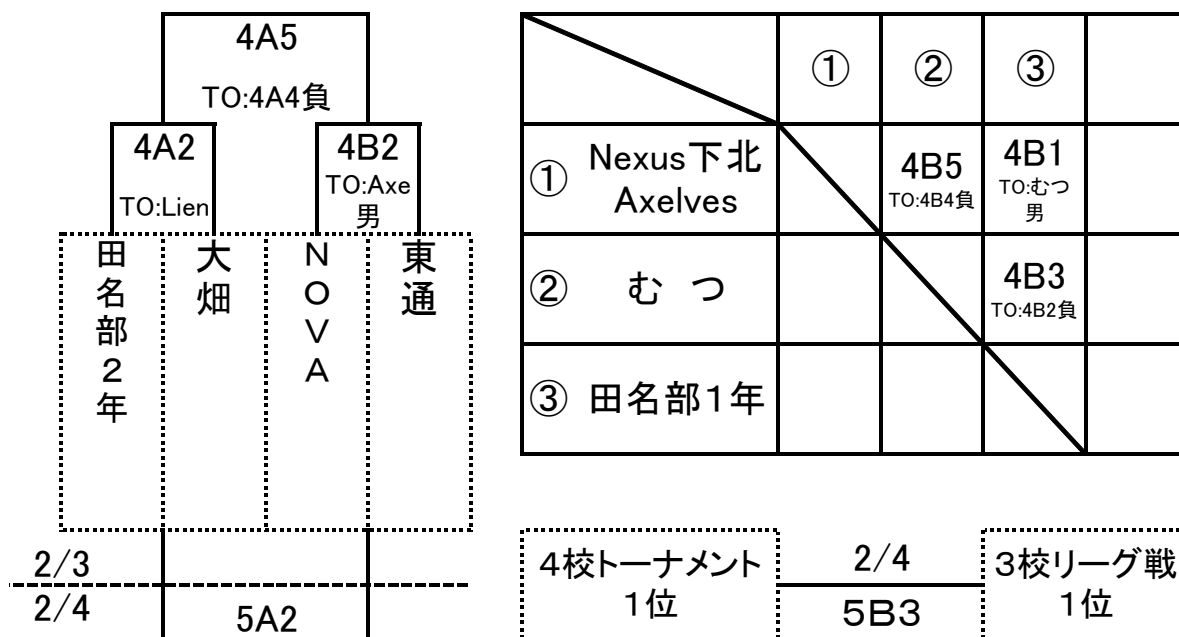 4A5
TO:4A4負
4A2
TO:Lien
4B2
TO:Axe
男
田名部２年
大畑
ＮＯＶＡ
東通
2/3
2/4
5A2
① ② ③
① Nexus下北
Axelves
4B5
TO:4B4負
4B1
TO:むつ
男
② むつ
4B3
TO:4B2負
③ 田名部１年
４校トーナメント
１位
2/4
5B3
３校リーグ戦
１位